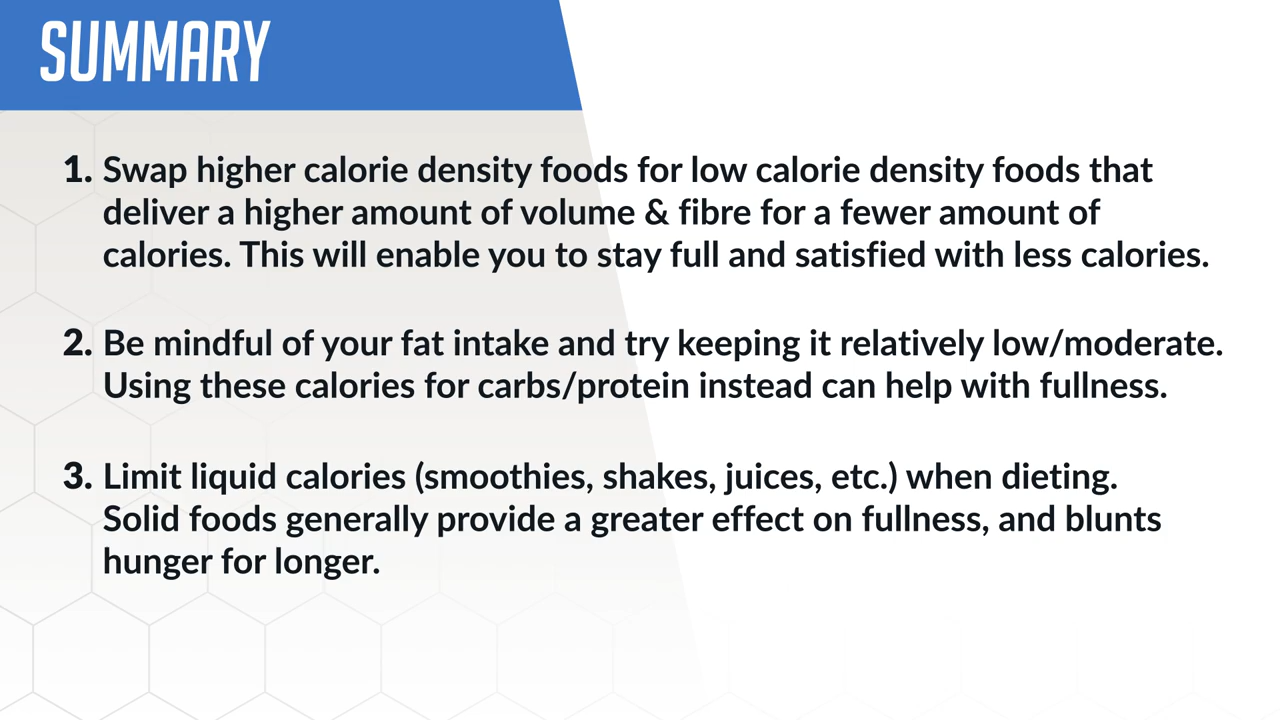 SUMMARY
1. Swap higher calorie density foods for low calorie density foods that
deliver a higher amount of volume & fibre for a fewer amount of
calories. This will enable you to stay full and satisfied with less calories.
2. Be mindful of your fat intake and try keeping it relatively low/moderate.
Using these calories for carbs/protein instead can help with fullness.
3. Limit liquid calories (smoothies, shakes, juices, etc.) when dieting.
Solid foods generally provide a greater effect on fullness, and blunts
hunger for longer.